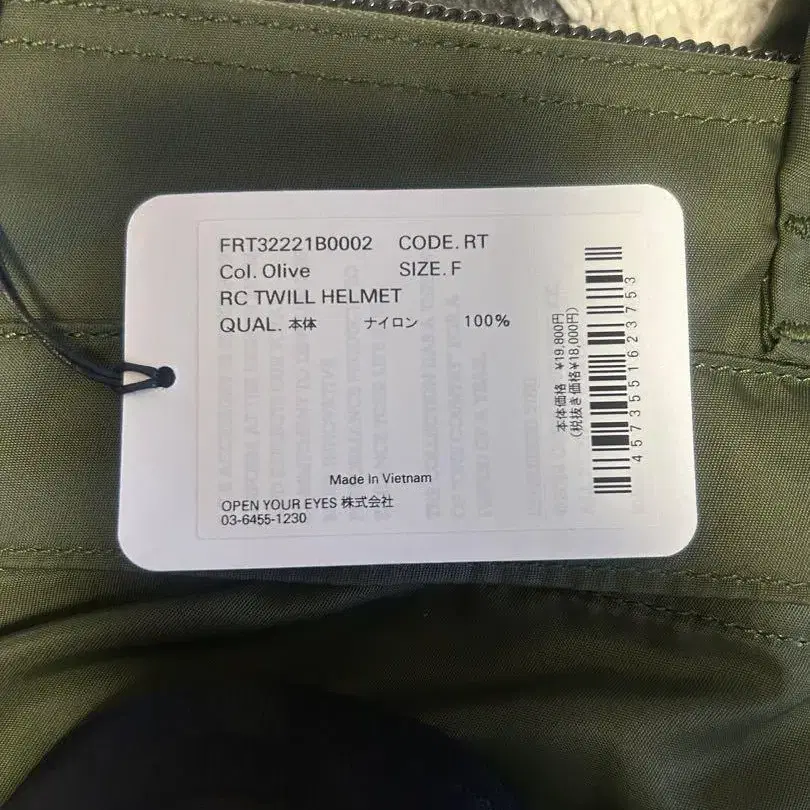 FRT32221B0002 CODE. RT
Col. Olive SIZE. F
RC TWILL HELMET
QUAL. 本体 ナイロン 100%
Made In Vietnam
OPEN YOUR EYES 株式会社
03-6455-1230
本体価格 ¥19,800円
(税抜き価格¥18,000円)
4573551623753